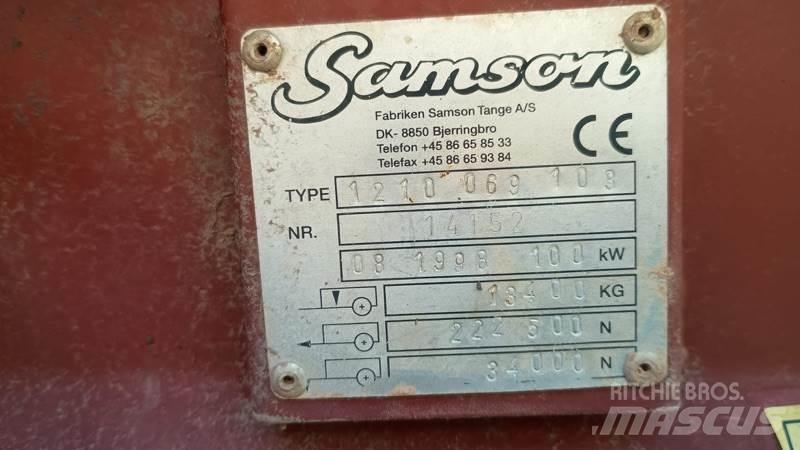 Samson
Fabriken Samson Tange A/S
DK- 8850 Bjerringbro
Telefon +45 86 65 85 33
Telefax +45 86 65 93 84
CE
TYPE 1210 069 108
NR. 14152
08 1998 100 kW
13400 KG
224 500 N
34000 N
RITCHIE BROS.
MASCUS